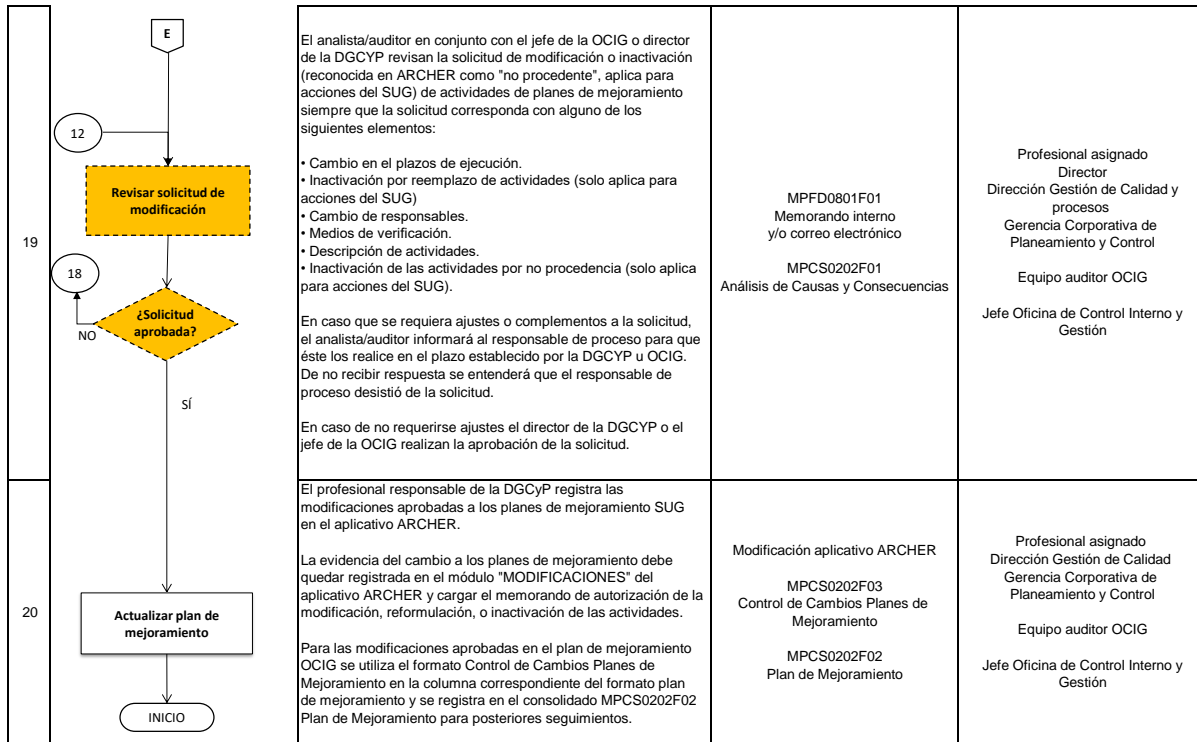 19
E
12
Revisar solicitud de
modificación
18
¿Solicitud
aprobada?
NO
SÍ
El analista/auditor en conjunto con el jefe de la OCIG o director
de la DGCYP revisan la solicitud de modificación o inactivación
(reconocida en ARCHER como "no procedente", aplica para
acciones del SUG) de actividades de planes de mejoramiento
siempre que la solicitud corresponda con alguno de los
siguientes elementos:
• Cambio en el plazos de ejecución.
• Inactivación por reemplazo de actividades (solo aplica para
acciones del SUG)
• Cambio de responsables.
• Medios de verificación.
• Descripción de actividades.
• Inactivación de las actividades por no procedencia (solo aplica
para acciones del SUG).
En caso que se requiera ajustes o complementos a la solicitud,
el analista/auditor informará al responsable de proceso para que
éste los realice en el plazo establecido por la DGCYP u OCIG.
De no recibir respuesta se entenderá que el responsable de
proceso desistió de la solicitud.
En caso de no requerirse ajustes el director de la DGCYP o el
jefe de la OCIG realizan la aprobación de la solicitud.
MPFD0801F01
Memorando interno
y/o correo electrónico
MPCS0202F01
Análisis de Causas y Consecuencias
Profesional asignado
Director
Dirección Gestión de Calidad y
procesos
Gerencia Corporativa de
Planeamiento y Control
Equipo auditor OCIG
Jefe Oficina de Control Interno y
Gestión
20
Actualizar plan de
mejoramiento
INICIO
El profesional responsable de la DGCyP registra las
modificaciones aprobadas a los planes de mejoramiento SUG
en el aplicativo ARCHER.
La evidencia del cambio a los planes de mejoramiento debe
quedar registrada en el módulo "MODIFICACIONES" del
aplicativo ARCHER y cargar el memorando de autorización de la
modificación, reformulación, o inactivación de las actividades.
Para las modificaciones aprobadas en el plan de mejoramiento
OCIG se utiliza el formato Control de Cambios Planes de
Mejoramiento en la columna correspondiente del formato plan
de mejoramiento y se registra en el consolidado MPCS0202F02
Plan de Mejoramiento para posteriores seguimientos.
Modificación aplicativo ARCHER
MPCS0202F03
Control de Cambios Planes de
Mejoramiento
MPCS0202F02
Plan de Mejoramiento
Profesional asignado
Dirección Gestión de Calidad
Gerencia Corporativa de
Planeamiento y Control
Equipo auditor OCIG
Jefe Oficina de Control Interno y
Gestión